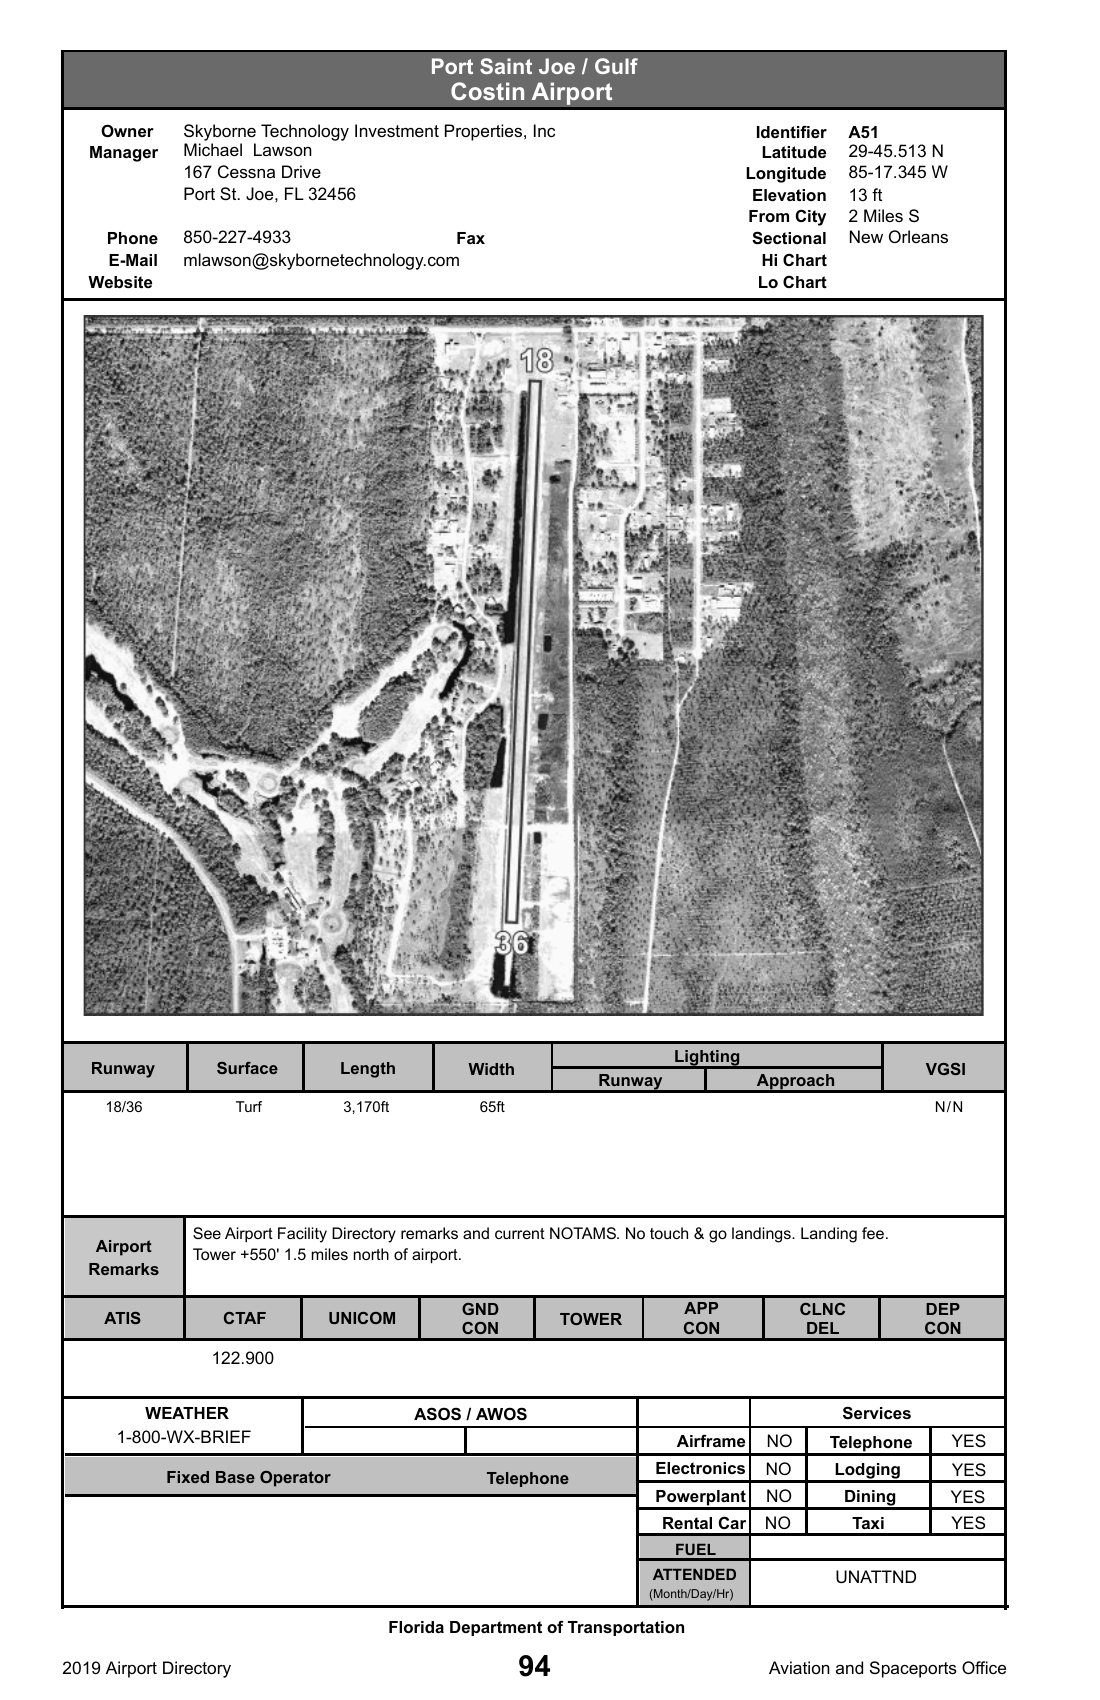 Port Saint Joe / Gulf
Costin Airport
Owner Skyborne Technology Investment Properties, Inc
Manager Michael Lawson
167 Cessna Drive
Port St. Joe, FL 32456
Phone 850-227-4933 Fax
E-Mail mlawson@skybornetechnology.com
Website
Identifier A51
Latitude 29-45.513 N
Longitude 85-17.345 W
Elevation 13 ft
From City 2 Miles S
Sectional New Orleans
Hi Chart
Lo Chart
18
36
Runway Surface Length Width Lighting VGSI
Runway Approach
18/36 Turf 3,170ft 65ft N/N
Airport Remarks
See Airport Facility Directory remarks and current NOTAMS. No touch & go landings. Landing fee.
Tower +550' 1.5 miles north of airport.
ATIS CTAF UNICOM GND CON TOWER APP CON CLNC DEL DEP CON
122.900
WEATHER ASOS / AWOS Services
1-800-WX-BRIEF
Airframe NO Telephone YES
Fixed Base Operator Telephone
Electronics NO Lodging YES
Powerplant NO Dining YES
Rental Car NO Taxi YES
FUEL
ATTENDED UNATTND
(Month/Day/Hr)
Florida Department of Transportation
2019 Airport Directory 94 Aviation and Spaceports Office